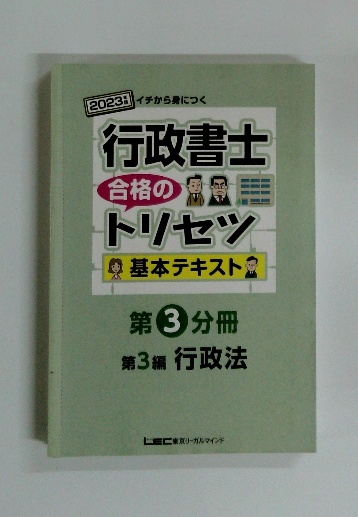 2023年版 イチから身につく
行政書士
合格の
トリセツ
基本テキスト
第3分冊
第3編 行政法
LEC東京リーガルマインド